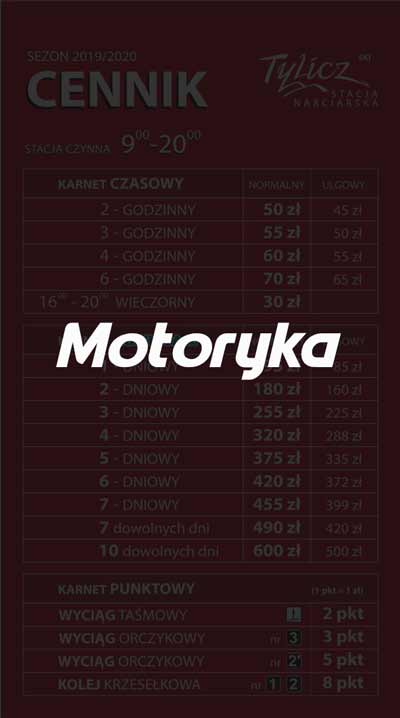 SEZON 2019/2020
CENNIK
Tylicz SKI
STACJA
NARCIARSKA
STACJA CZYNNA 9⁰⁰-20⁰⁰
KARNET CZASOWY NORMALNY ULGOWY
2 - GODZINNY 50 zł 45 zł
3 - GODZINNY 55 zł 50 zł
4 - GODZINNY 60 zł 55 zł
6 - GODZINNY 70 zł 65 zł
16⁰⁰ - 20⁰⁰ WIECZORNY 30 zł
Motoryka
1 - DNIOWY 85 zł
2 - DNIOWY 180 zł 160 zł
3 - DNIOWY 255 zł 225 zł
4 - DNIOWY 320 zł 288 zł
5 - DNIOWY 375 zł 335 zł
6 - DNIOWY 420 zł 372 zł
7 - DNIOWY 455 zł 399 zł
7 dowolnych dni 490 zł 420 zł
10 dowolnych dni 600 zł 500 zł
KARNET PUNKTOWY (1 pkt = 1 zł)
WYCIĄG TAŚMOWY 2 pkt
WYCIĄG ORCZYKOWY nr 3 3 pkt
WYCIĄG ORCZYKOWY nr 2' 5 pkt
KOLEJ KRZESEŁKOWA nr 1 2 8 pkt